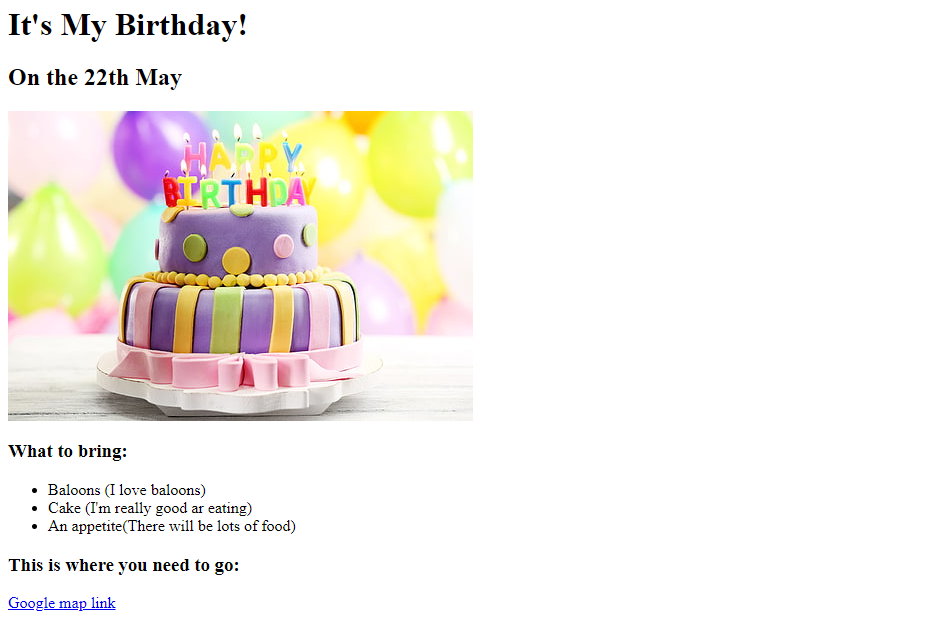 It's My Birthday!
On the 22th May
HAPPY
BIRTHDAY
What to bring:
Baloons (I love baloons)
Cake (I'm really good ar eating)
An appetite(There will be lots of food)
This is where you need to go:
Google map link